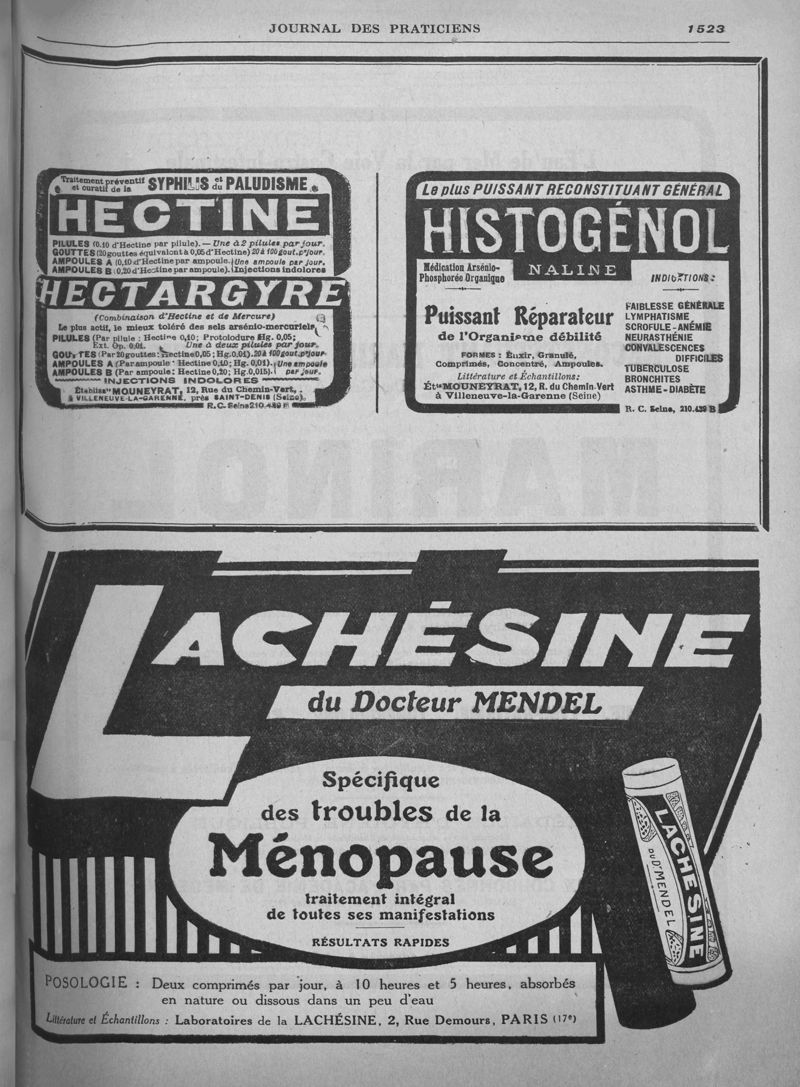 JOURNAL DES PRATICIENS 1523
Traitement préventif et curatif de la SYPHILIS et du PALUDISME
HECTINE
PILULES (0.10 d'Hectine par pilule). — Une à 2 pilules par jour.
GOUTTES (20 gouttes équivalent à 0,05 d'Hectine) 20 à 100 gout. p'jour.
AMPOULES A (0.10 d'Hectine par ampoule. Une ampoule par jour.
AMPOULES B (0.20 d'Hectine par ampoule). Injections indolores
HECTARGYRE
(Combinaison d'Hectine et de Mercure)
Le plus actif, le mieux toléré des sels arsénio-mercuriels
PILULES (Par pilule : Hectine 0,10; Protoiodure Hg. 0,05;
Ext. Op. 0,01. Une à deux pilules par jour.
GOUTTES (Par 20 gouttes: Hectine 0,05; Hg. 0,01). 20 à 100 gout. p'jour
AMPOULES A (Par ampoule: Hectine 0,10; Hg. 0,01). Une ampoule
AMPOULES B (Par ampoule: Hectine 0,20; Hg. 0,015). par jour.
INJECTIONS INDOLORES
Établiss ts MOUNEYRAT, 12, Rue du Chemin-Vert,
à VILLENEUVE-LA-GARENNE, près SAINT-DENIS (Seine).
R.C. Seine 210.439 B
Le plus PUISSANT RECONSTITUANT GÉNÉRAL
HISTOGÉNOL
Médication Arsénio-
Phosphorée Organique
NALINE
INDICATIONS :
Puissant Réparateur
de l'Organisme débilité
FORMES : Élixir, Granulé,
Comprimés, Concentré, Ampoules.
Littérature et Échantillons:
Ét ts MOUNEYRAT, 12, R. du Chemin-Vert
à Villeneuve-la-Garenne (Seine)
FAIBLESSE GÉNÉRALE
LYMPHATISME
SCROFULE - ANÉMIE
NEURASTHÉNIE
CONVALESCENCES
DIFFICILES
TUBERCULOSE
BRONCHITES
ASTHME - DIABÈTE
R. C. Seine, 210.439 B
LACHÉSINE
du Docteur MENDEL
Spécifique
des troubles de la
Ménopause
traitement intégral
de toutes ses manifestations
RÉSULTATS RAPIDES
LACHESINE
DU Dr MENDEL
POSOLOGIE : Deux comprimés par jour, à 10 heures et 5 heures, absorbés
en nature ou dissous dans un peu d'eau
Littérature et Échantillons : Laboratoires de la LACHÉSINE, 2, Rue Demours, PARIS (17e)